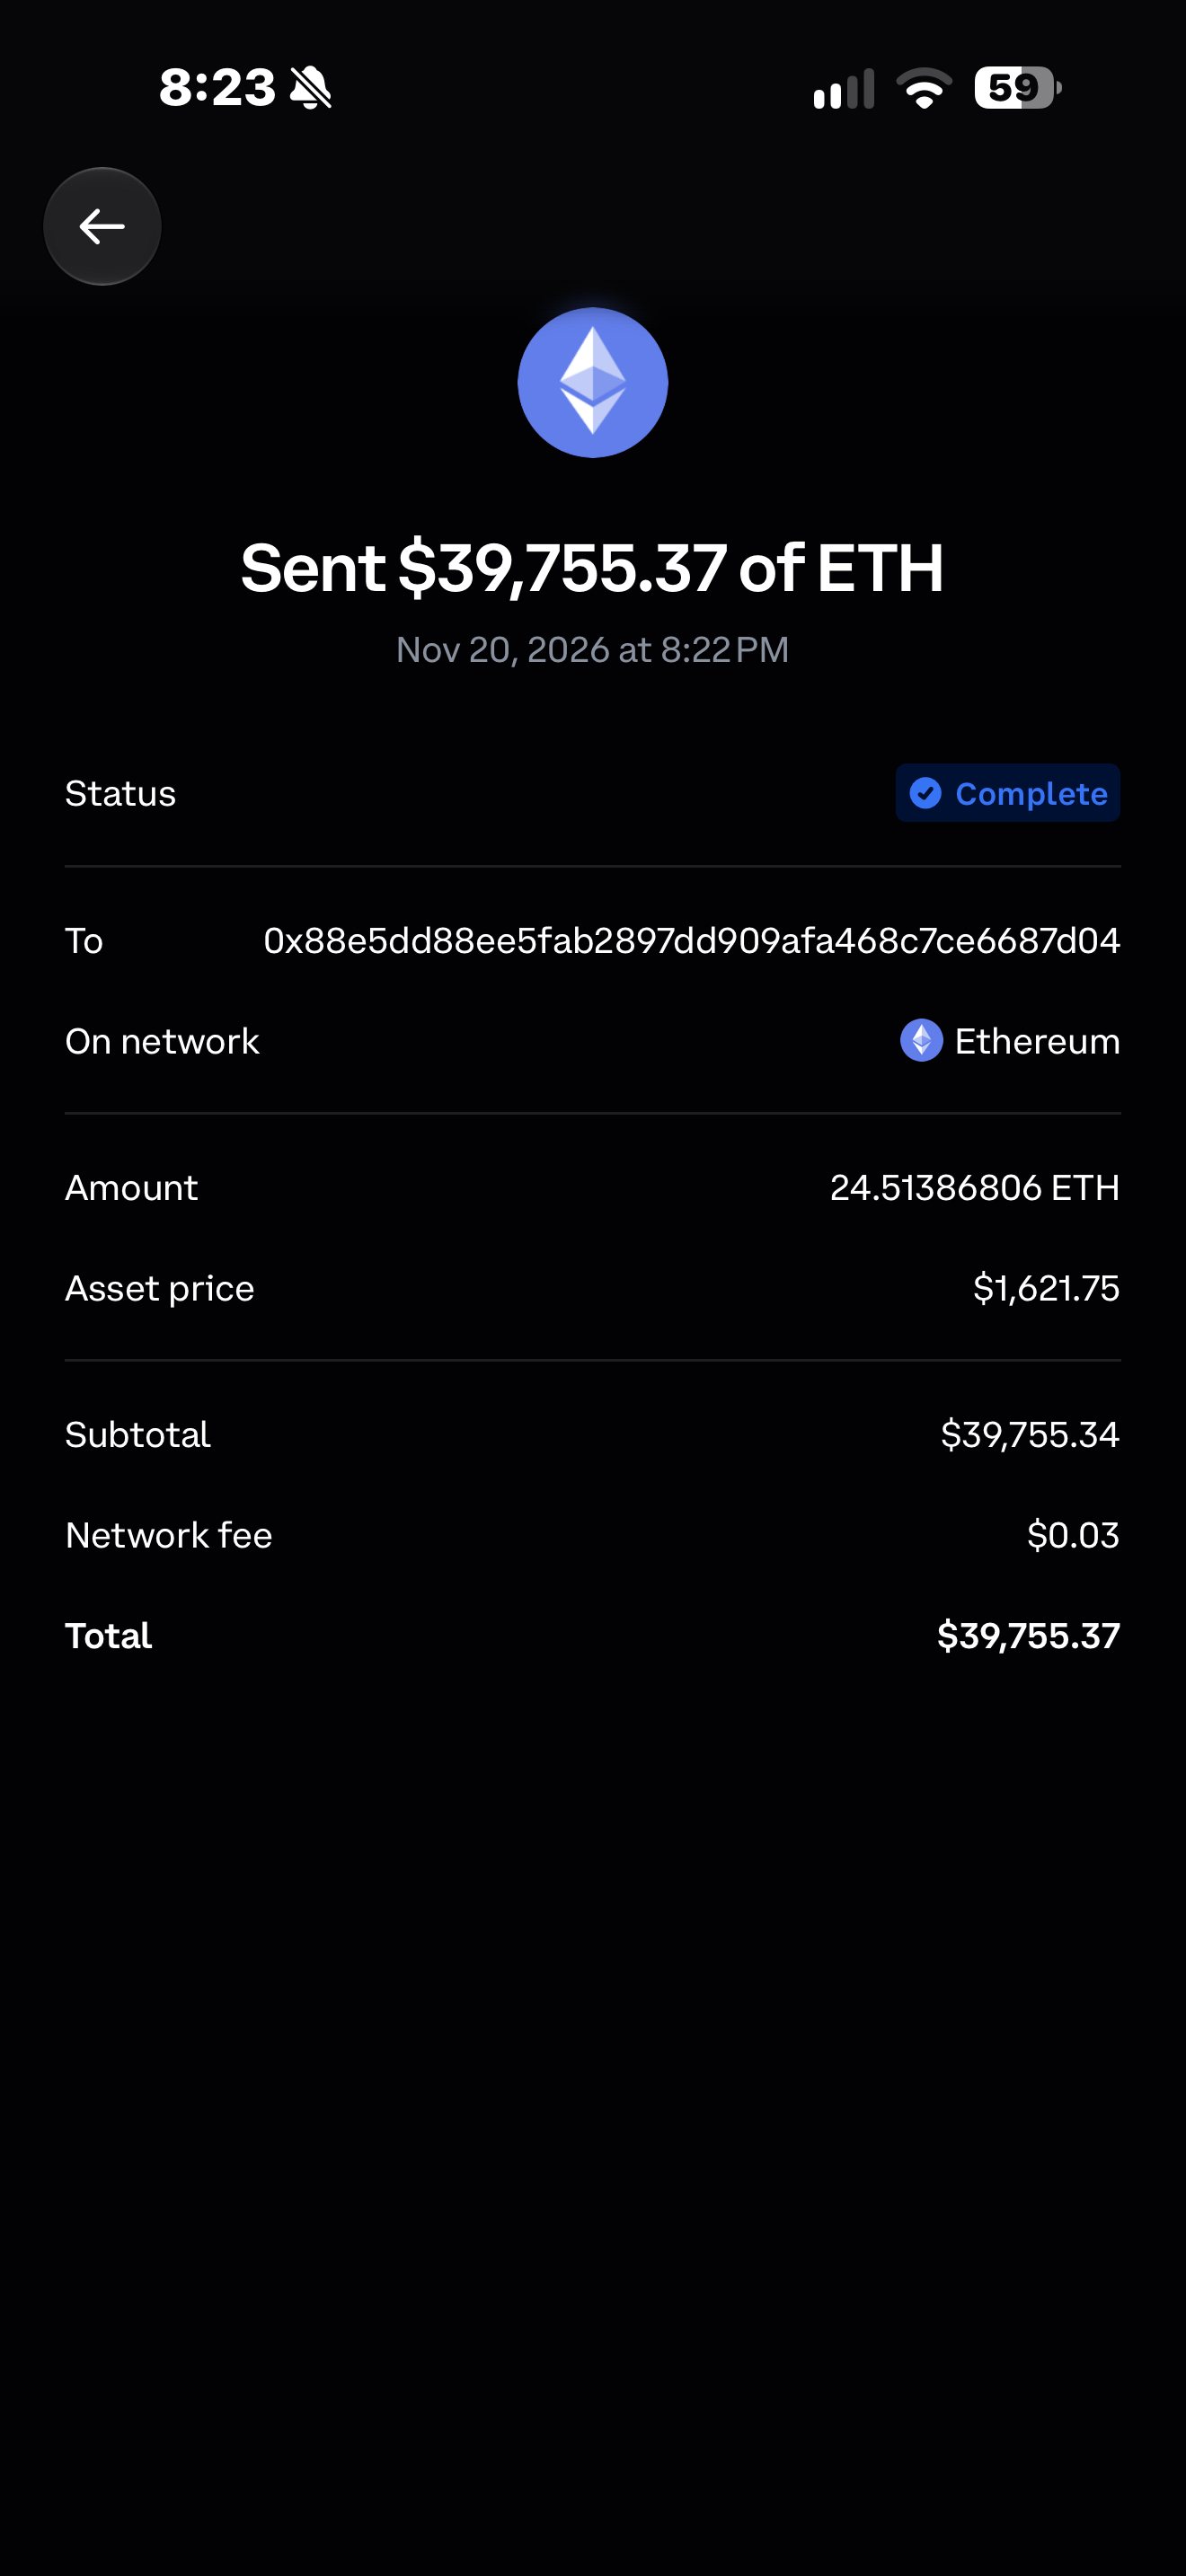 8:23
59
Sent $39,755.37 of ETH
Nov 20, 2026 at 8:22 PM
Status Complete
To 0x88e5dd88ee5fab2897dd909afa468c7ce6687d04
On network Ethereum
Amount 24.51386806 ETH
Asset price $1,621.75
Subtotal $39,755.34
Network fee $0.03
Total $39,755.37